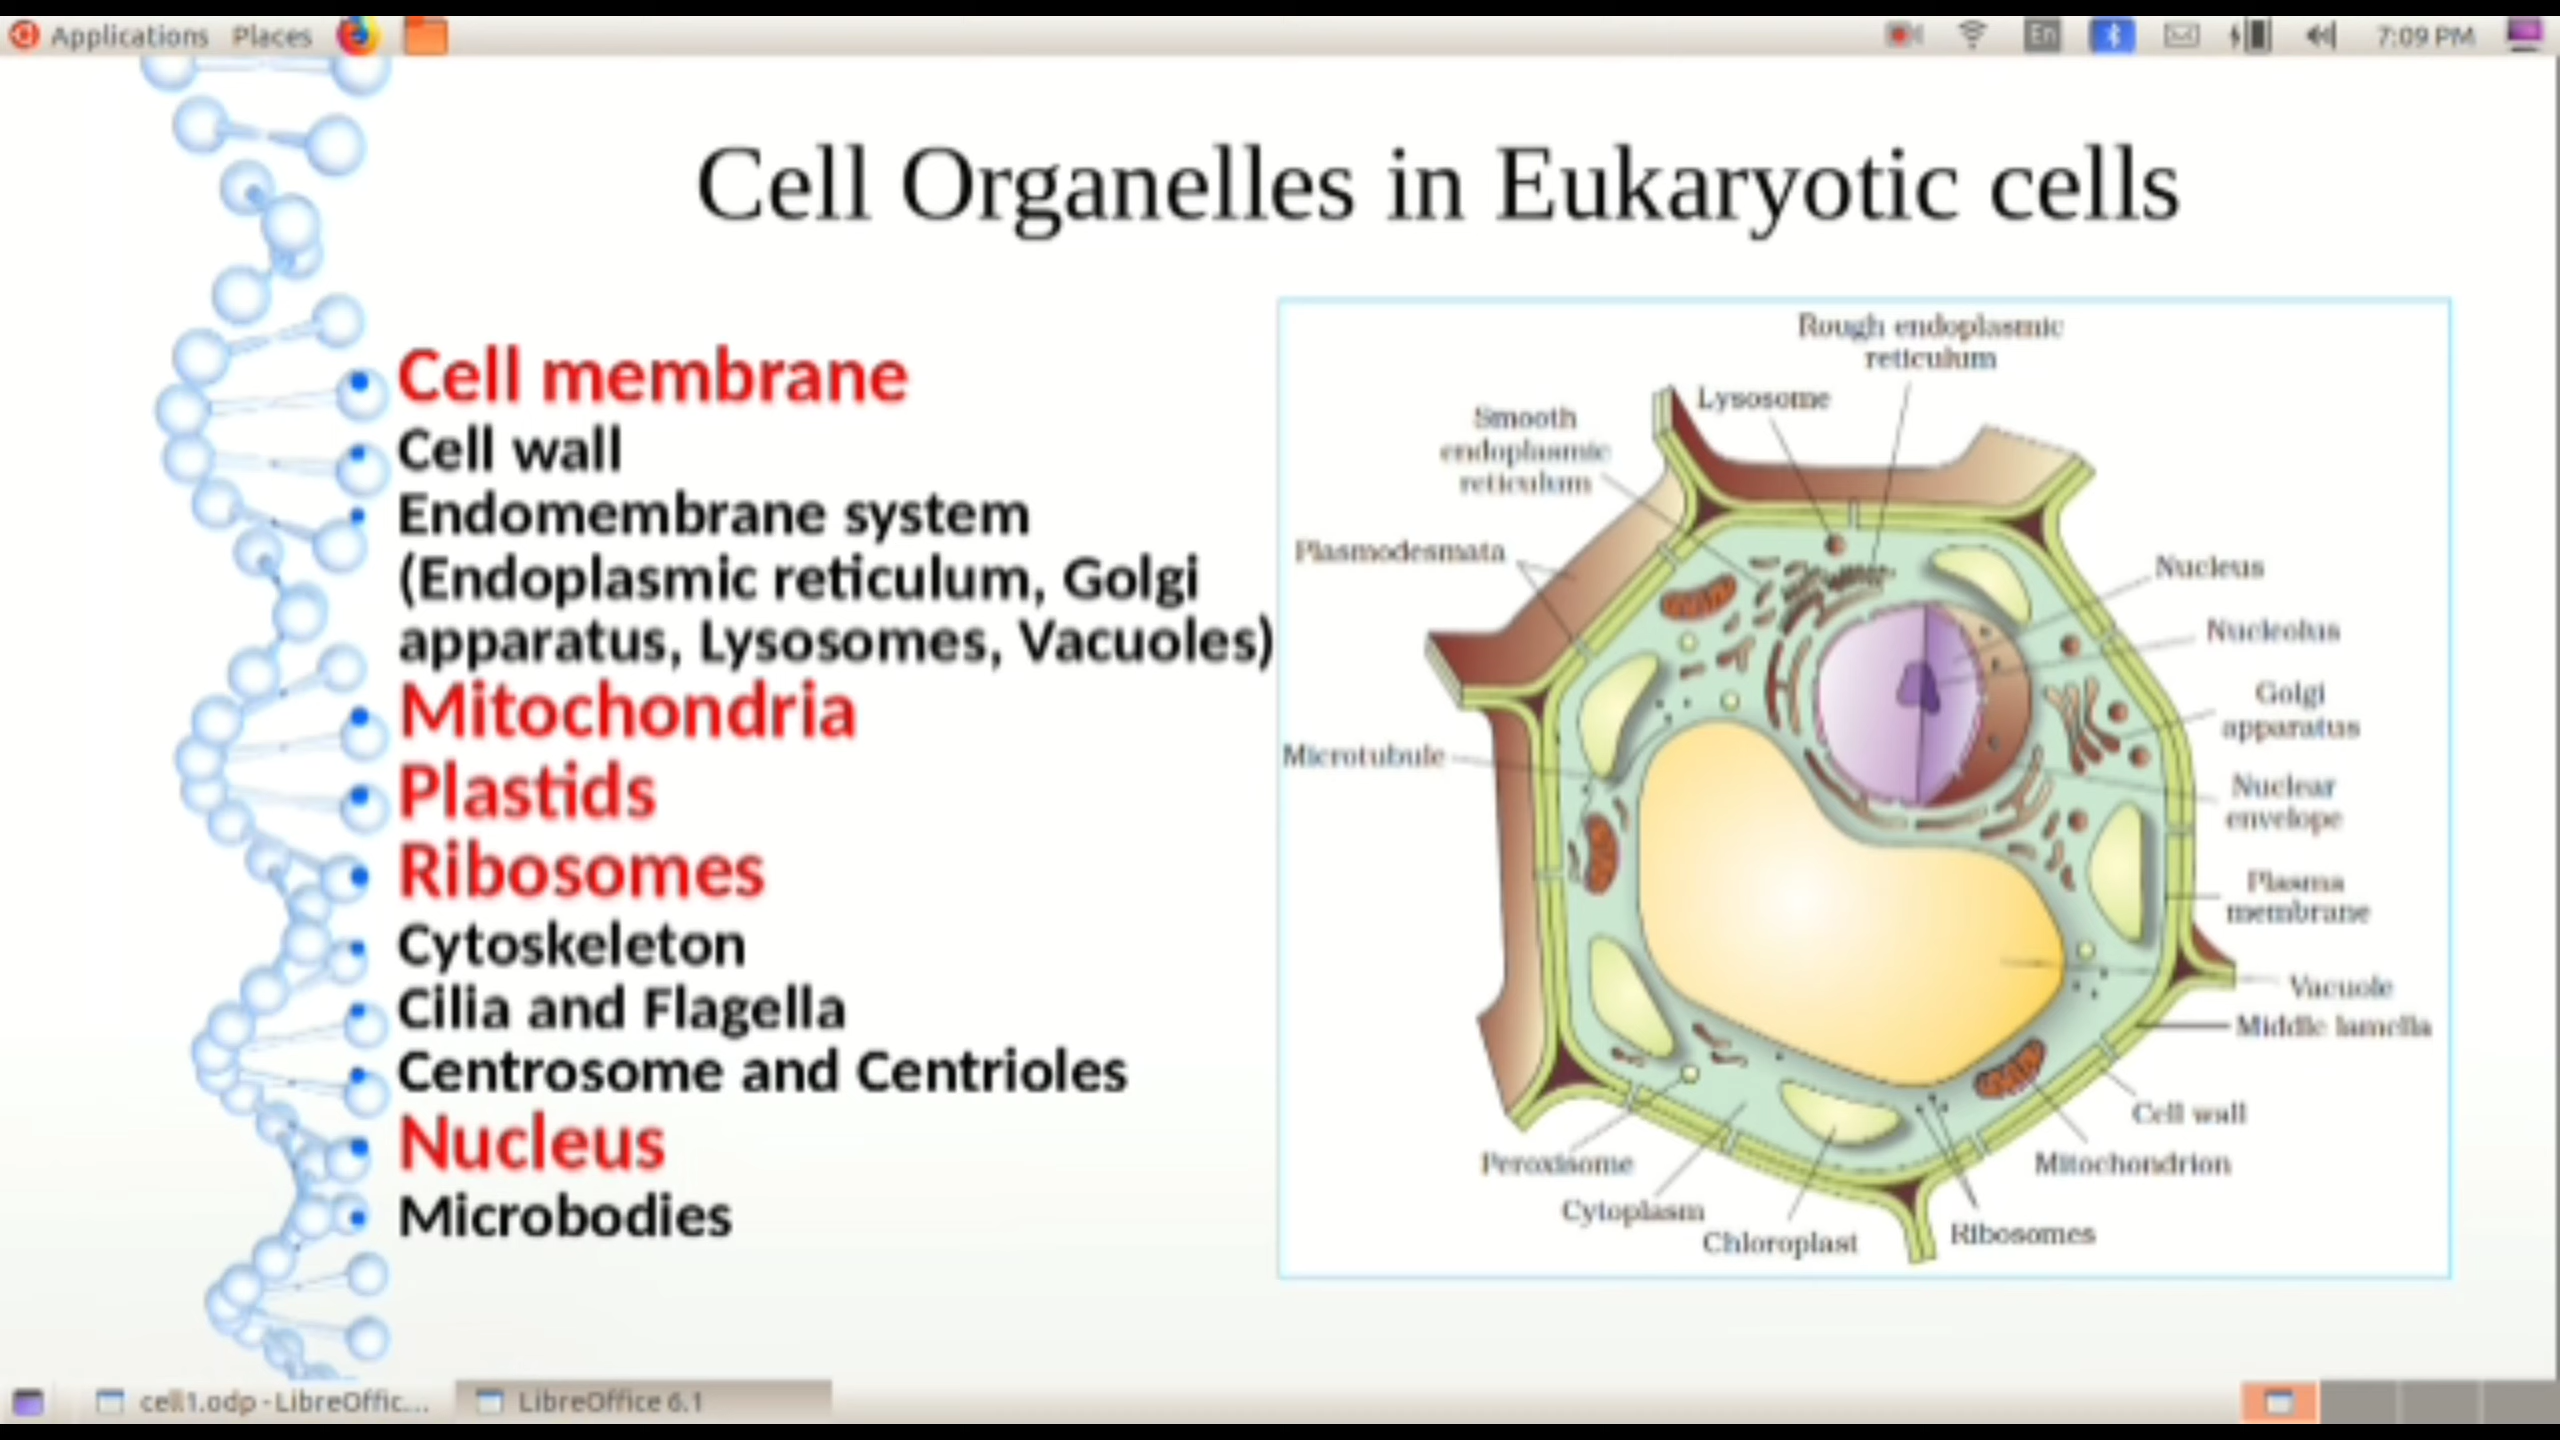 Applications Places
En
7:09 PM
Cell Organelles in Eukaryotic cells
Cell membrane
Cell wall
Endomembrane system
(Endoplasmic reticulum, Golgi
apparatus, Lysosomes, Vacuoles)
Mitochondria
Plastids
Ribosomes
Cytoskeleton
Cilia and Flagella
Centrosome and Centrioles
Nucleus
Microbodies
Rough endoplasmic
reticulum
Lysosome
Smooth
endoplasmic
reticulum
Plasmodesmata
Microtubule
Nucleus
Nucleolus
Golgi
apparatus
Nuclear
envelope
Plasma
membrane
Vacuole
Middle lamella
Cell wall
Mitochondrion
Ribosomes
Chloroplast
Cytoplasm
Peroxisome
cell1.odp - LibreOffic...
LibreOffice 6.1